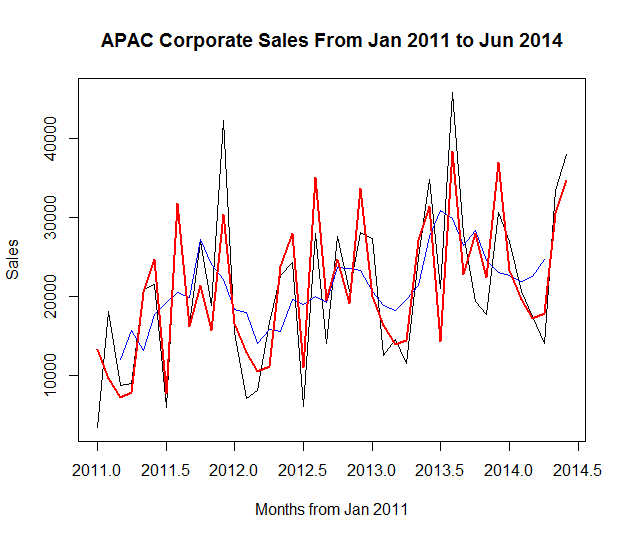 APAC Corporate Sales From Jan 2011 to Jun 2014
Sales
40000
30000
20000
10000
2011.0 2011.5 2012.0 2012.5 2013.0 2013.5 2014.0 2014.5
Months from Jan 2011